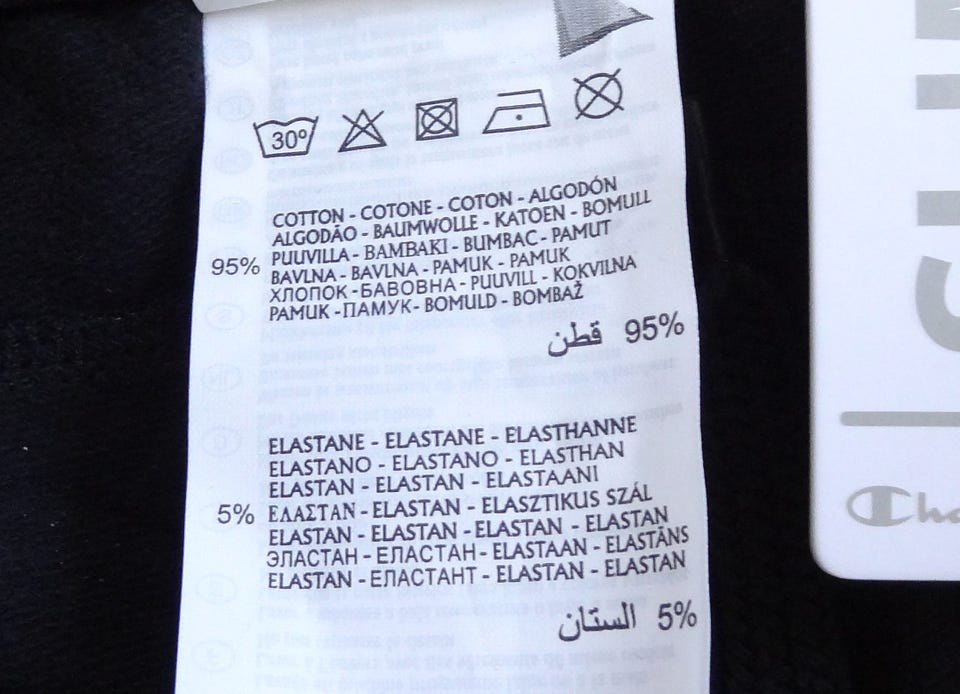 30°
COTTON - COTONE - COTON - ALGODÓN
ALGODÃO - BAUMWOLLE - KATOEN - BOMULL
PUUVILLA - BAMBAKI - BUMBAC - PAMUT
95% BAVLNA - BAVLNA - PAMUK - PAMUK
ХЛОПОК - БАВОВНА - PUUVILL - KOKVILNA
PAMUK - ПАМУК - BOMULD - BOMBAŽ
قطن 95%
ELASTANE - ELASTANE - ELASTHANNE
ELASTANO - ELASTANO - ELASTHAN
ELASTAN - ELASTAN - ELASTAANI
5% ΕΛΑΣΤΑΝ - ELASTAN - ELASZTIKUS SZÁL
ELASTAN - ELASTAN - ELASTAN - ELASTAN
ЭЛАСТАН - ЕЛАСТАН - ELASTAAN - ELASTĀNS
ELASTAN - ЕЛАСТАНТ - ELASTAN - ELASTAN
الستان 5%